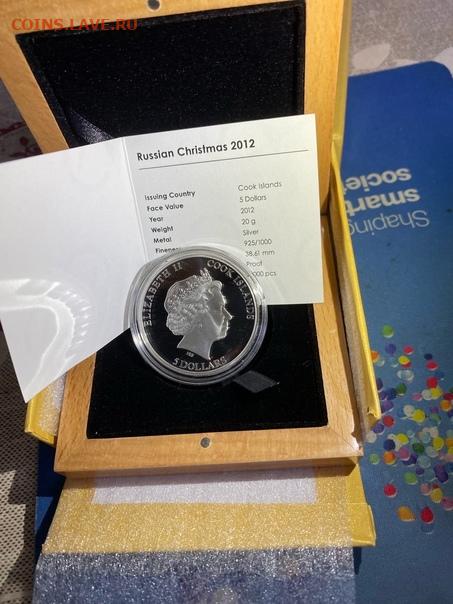 COINS.LAVE.RU
Russian Christmas 2012
Issuing Country Cook Islands
Face Value 5 Dollars
Year 2012
Weight 20 g
Metal Silver
925/1000
38.61 mm
Proof
pcs
ELIZABETH II COOK ISLANDS
5 DOLLARS
Shaping
smart